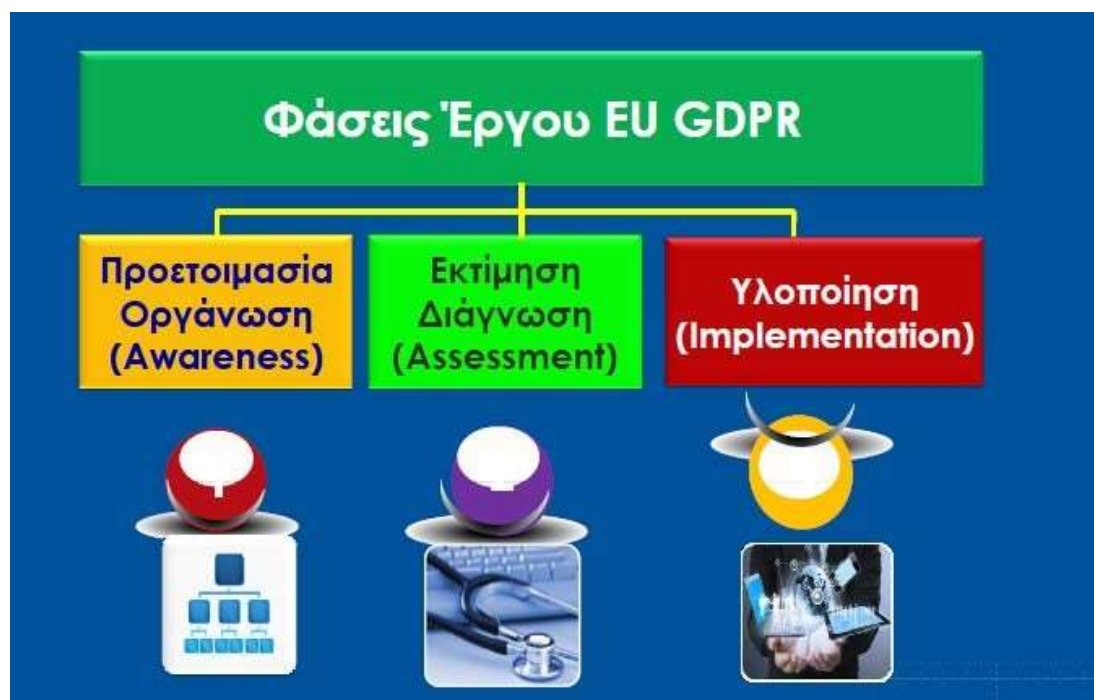 Φάσεις Έργου EU GDPR
Προετοιμασία
Οργάνωση
(Awareness)
Εκτίμηση
Διάγνωση
(Assessment)
Υλοποίηση
(Implementation)